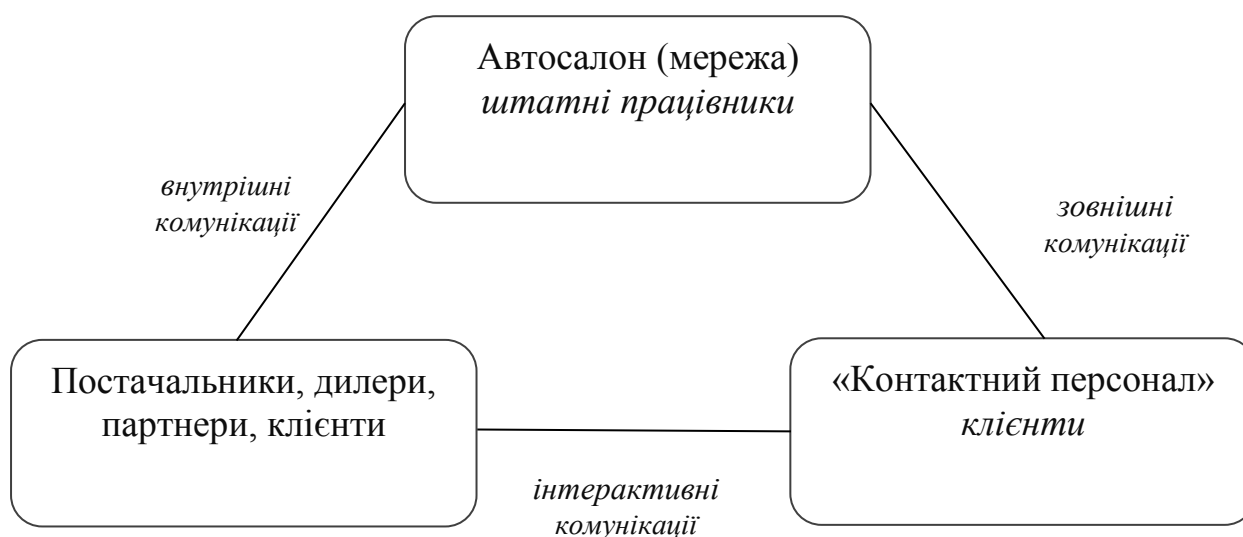 Автосалон (мережа)
штатні працівники
внутрішні
комунікації
зовнішні
комунікації
Постачальники, дилери,
партнери, клієнти
«Контактний персонал»
клієнти
інтерактивні
комунікації